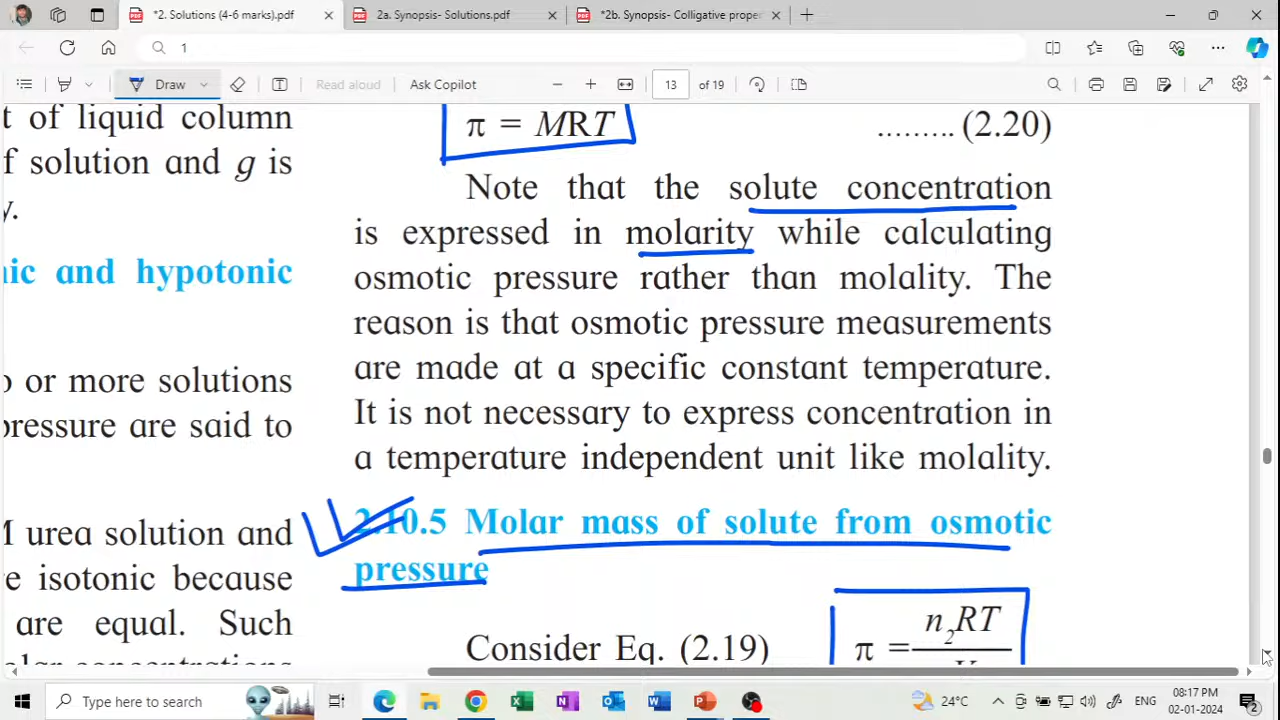 *2. Solutions (4-6 marks).pdf
2a. Synopsis- Solutions.pdf
*2b. Synopsis- Colligative proper
1
Draw
Read aloud
Ask Copilot
13
of 19
t of liquid column
f solution and g is
y.
nic and hypotonic
o or more solutions
pressure are said to
M urea solution and
re isotonic because
are equal. Such
π = MRT ......... (2.20)
Note that the solute concentration
is expressed in molarity while calculating
osmotic pressure rather than molality. The
reason is that osmotic pressure measurements
are made at a specific constant temperature.
It is not necessary to express concentration in
a temperature independent unit like molality.
2.10.5 Molar mass of solute from osmotic
pressure
Consider Eq. (2.19) π = n₂RT
Type here to search
24°C
ENG
08:17 PM
02-01-2024
2